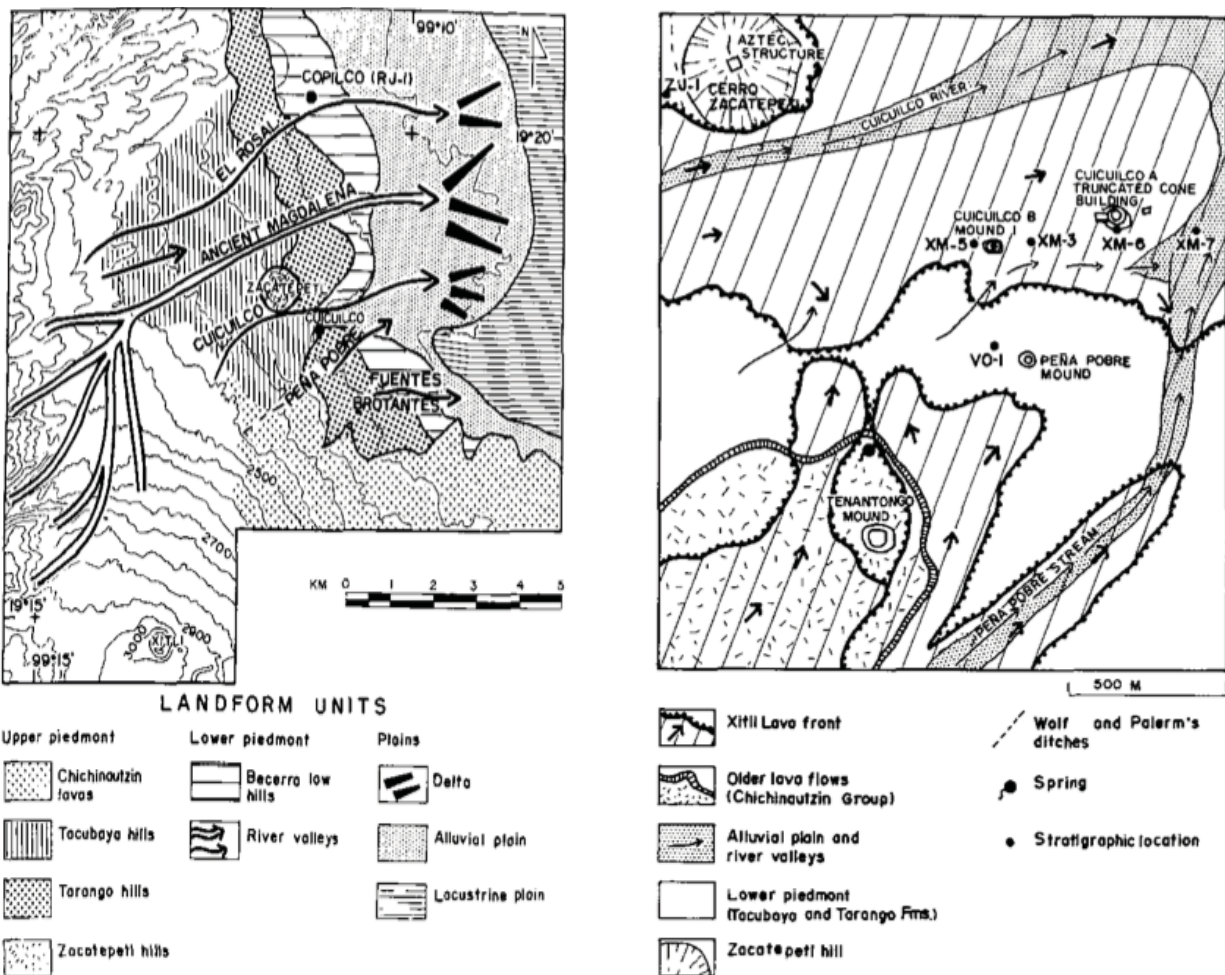 99°10'
N
COPILCO (RJ-1)
19°20'
EL ROSAL
ANCIENT MAGDALENA
ZACATEPETL
CUICUILCO
CUICUILCO
PEÑA POBRE
FUENTES
BROTANTES
2500
2700
2900
3000
XITLI
19°15'
99°15'
KM 0 1 2 3 4 5
LANDFORM UNITS
Upper piedmont
Chichinautzin
lavas
Tacubaya hills
Tarango hills
Zacatepetl hills
Lower piedmont
Becerra low
hills
River valleys
Plains
Delta
Alluvial plain
Lacustrine plain
AZTEC
STRUCTURE
ZU-1
CERRO
ZACATEPETL
CUICUILCO RIVER
CUICUILCO A
TRUNCATED CONE
BUILDING
CUICUILCO B
MOUND 1
XM-5
XM-3
XM-6
XM-7
VO-1
PEÑA POBRE
MOUND
TENANTONGO
MOUND
PEÑA POBRE STREAM
500 M
Xitli Lava front
Older lava flows
(Chichinautzin Group)
Alluvial plain and
river valleys
Lower piedmont
(Tacubaya and Tarango Fms.)
Zacatepetl hill
Wolf and Palerm's
ditches
Spring
Stratigraphic location